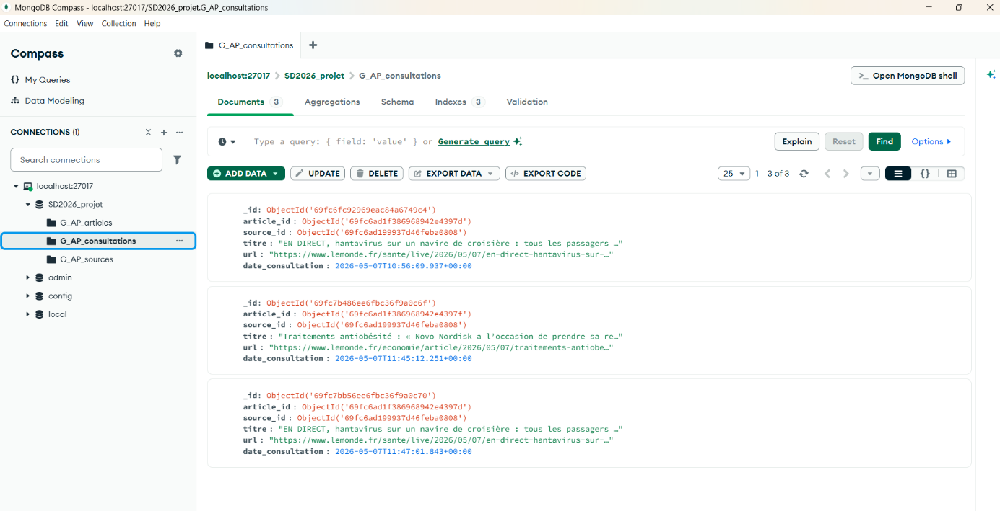 MongoDB Compass - localhost:27017/SD2026_projet.G_AP_consultations
Connections Edit View Collection Help
Compass
My Queries
Data Modeling
CONNECTIONS (1)
Search connections
localhost:27017
SD2026_projet
G_AP_articles
G_AP_consultations
G_AP_sources
admin
config
local
G_AP_consultations
localhost:27017 > SD2026_projet > G_AP_consultations
>_ Open MongoDB shell
Documents 3 Aggregations Schema Indexes 3 Validation
Type a query: { field: 'value' } or Generate query
Explain Reset Find Options
ADD DATA UPDATE DELETE EXPORT DATA EXPORT CODE
25 1 – 3 of 3
_id: ObjectId('69fc6fc92969eac84a6749c4')
article_id : ObjectId('69fc6ad1f386968942e4397d')
source_id : ObjectId('69fc6ad199937d46feba0808')
titre : "EN DIRECT, hantavirus sur un navire de croisière : tous les passagers …"
url : "https://www.lemonde.fr/sante/live/2026/05/07/en-direct-hantavirus-sur-…"
date_consultation : 2026-05-07T10:56:09.937+00:00
_id: ObjectId('69fc7b486ee6fbc36f9a0c6f')
article_id : ObjectId('69fc6ad1f386968942e4397f')
source_id : ObjectId('69fc6ad199937d46feba0808')
titre : "Traitements antiobésité : « Novo Nordisk a l’occasion de prendre sa re…"
url : "https://www.lemonde.fr/economie/article/2026/05/07/traitements-antiobe…"
date_consultation : 2026-05-07T11:45:12.251+00:00
_id: ObjectId('69fc7bb56ee6fbc36f9a0c70')
article_id : ObjectId('69fc6ad1f386968942e4397d')
source_id : ObjectId('69fc6ad199937d46feba0808')
titre : "EN DIRECT, hantavirus sur un navire de croisière : tous les passagers …"
url : "https://www.lemonde.fr/sante/live/2026/05/07/en-direct-hantavirus-sur-…"
date_consultation : 2026-05-07T11:47:01.843+00:00